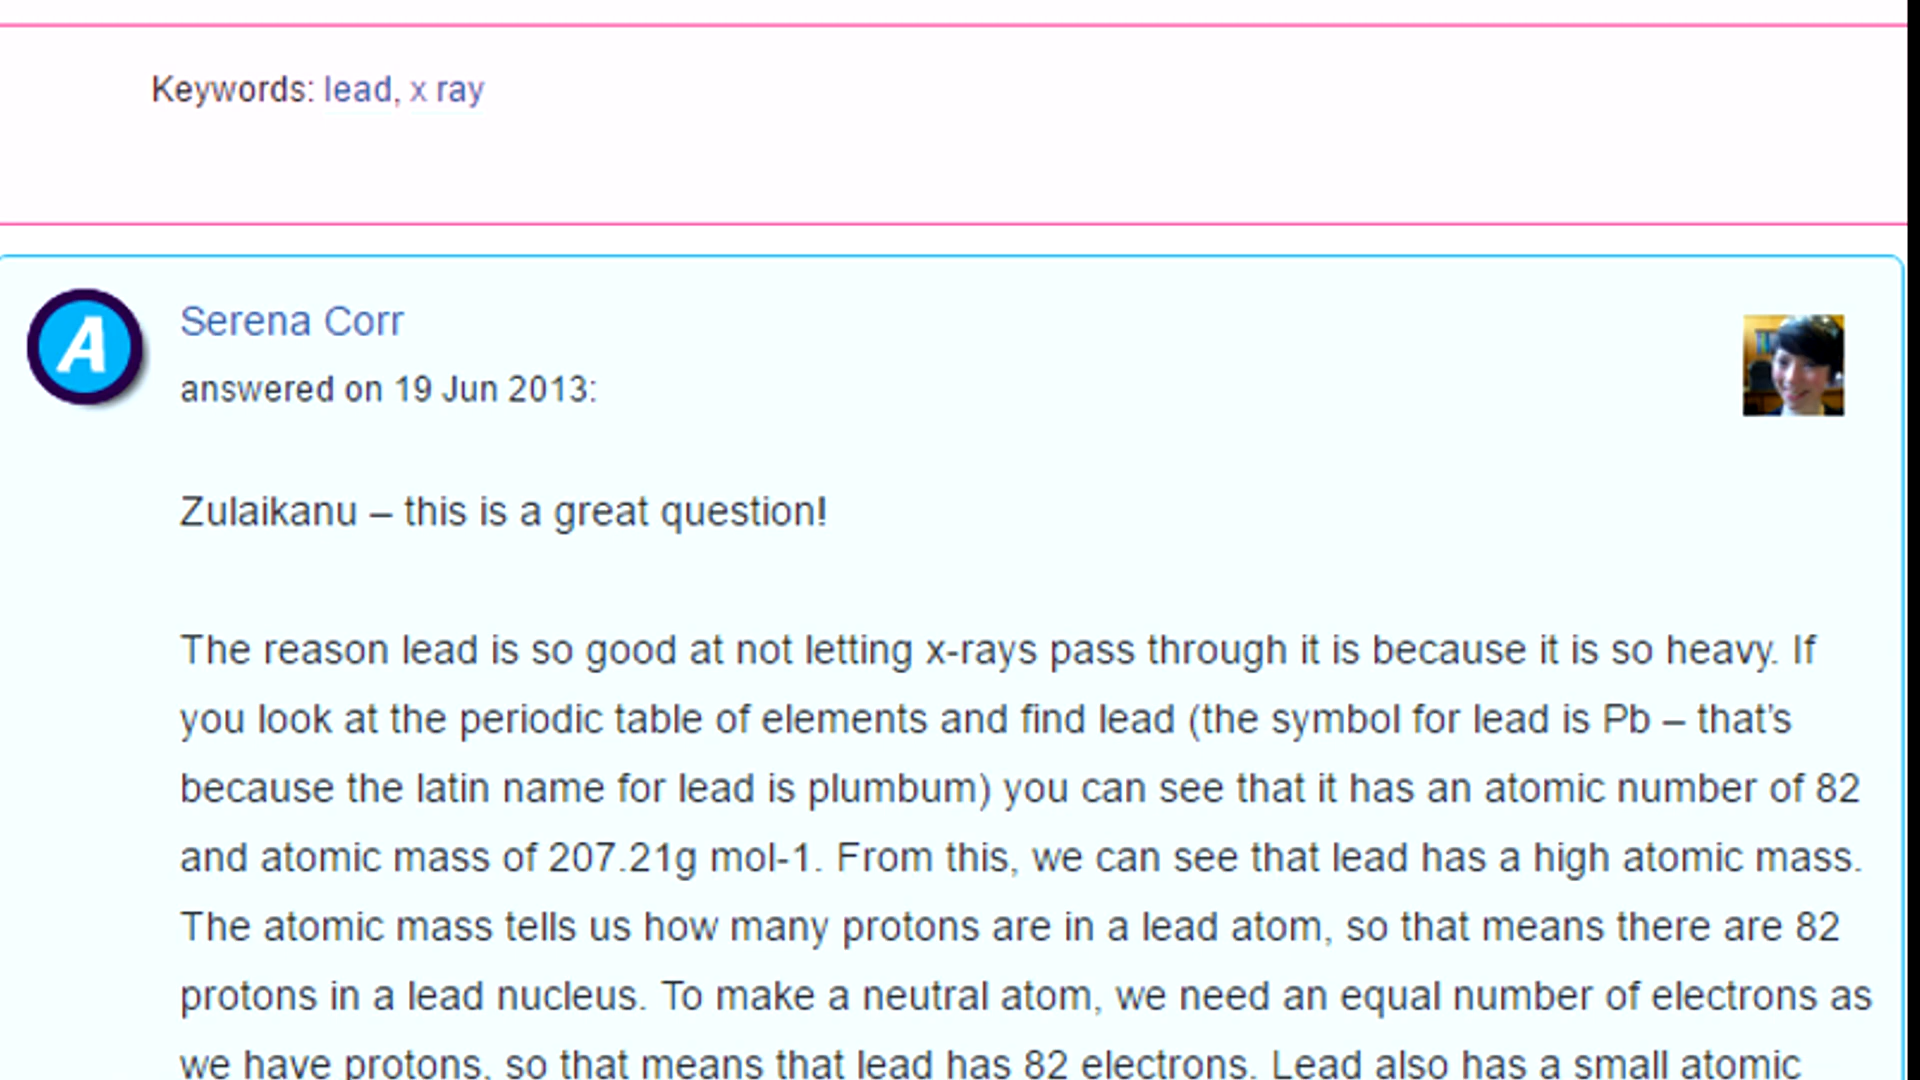 Keywords: lead, x ray
A
Serena Corr
answered on 19 Jun 2013:
Zulaikanu – this is a great question!
The reason lead is so good at not letting x-rays pass through it is because it is so heavy. If
you look at the periodic table of elements and find lead (the symbol for lead is Pb – that’s
because the latin name for lead is plumbum) you can see that it has an atomic number of 82
and atomic mass of 207.21g mol-1. From this, we can see that lead has a high atomic mass.
The atomic mass tells us how many protons are in a lead atom, so that means there are 82
protons in a lead nucleus. To make a neutral atom, we need an equal number of electrons as
we have protons, so that means that lead has 82 electrons. Lead also has a small atomic